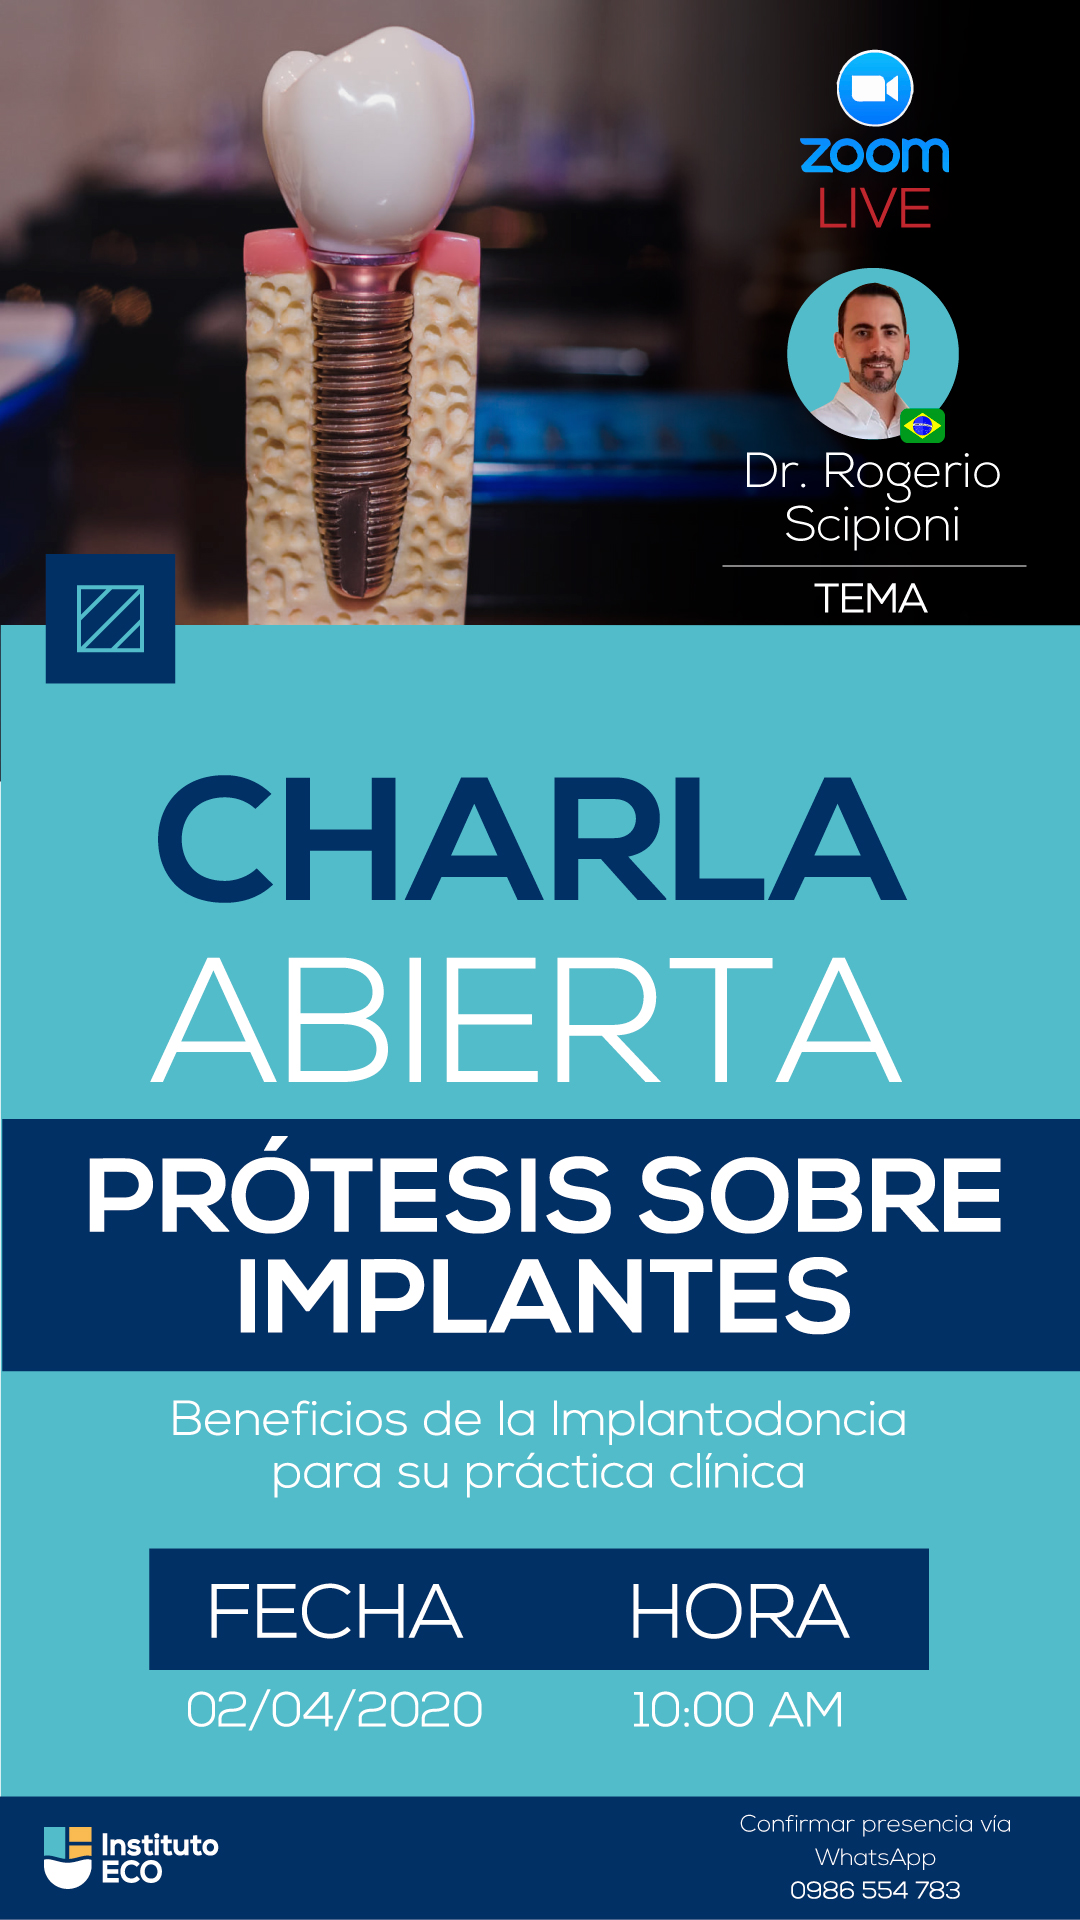 zoom
LIVE
Dr. Rogerio
Scipioni
TEMA
CHARLA
ABIERTA
PRÓTESIS SOBRE
IMPLANTES
Beneficios de la Implantodoncia
para su práctica clínica
FECHA HORA
02/04/2020 10:00 AM
Instituto
ECO
Confirmar presencia vía
WhatsApp
0986 554 783